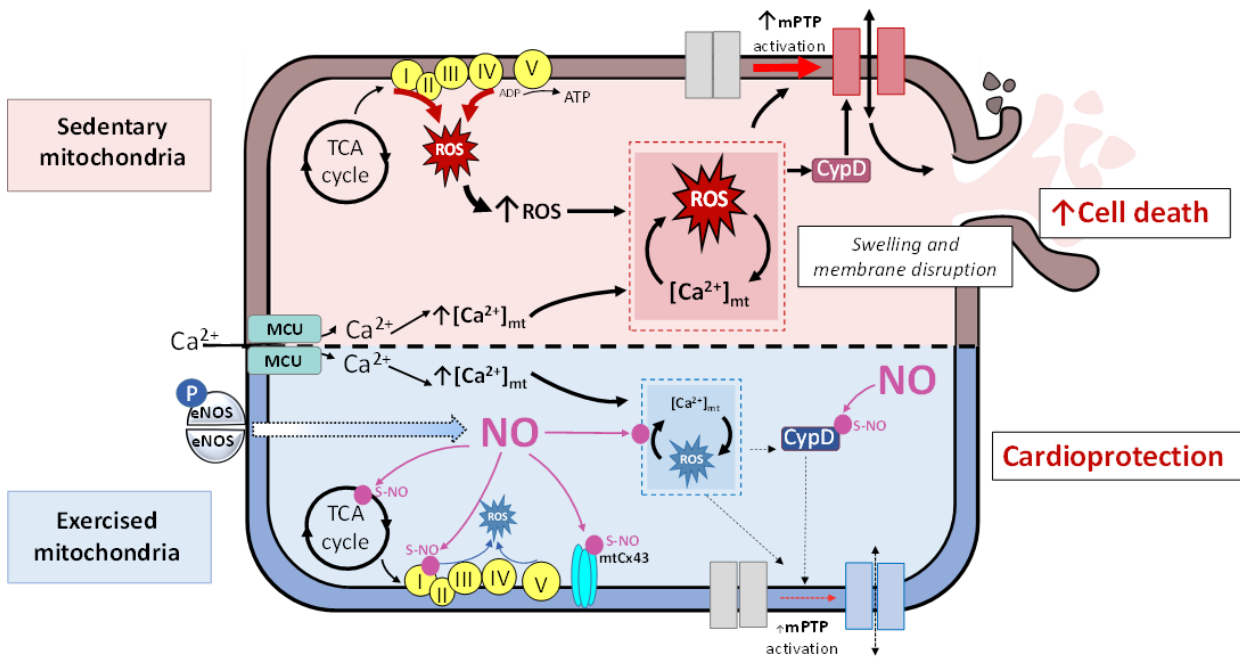 ↑mPTP
activation
I
II
III
IV
V
ADP
ATP
Sedentary
mitochondria
TCA
cycle
ROS
↑ROS
ROS
[Ca²⁺]mt
CypD
↑Cell death
Swelling and
membrane disruption
Ca²⁺
MCU
Ca²⁺
↑[Ca²⁺]mt
MCU
Ca²⁺
↑[Ca²⁺]mt
P
eNOS
eNOS
NO
[Ca²⁺]mt
ROS
NO
S-NO
CypD
Cardioprotection
Exercised
mitochondria
S-NO
TCA
cycle
ROS
S-NO
S-NO
mtCx43
I
II
III
IV
V
↑mPTP
activation